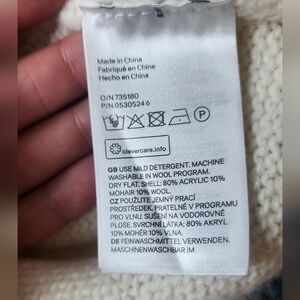 Made in China
Fabriqué en Chine
Hecho en China
O/N 735180
P/N 05305246
P
clevercare.info
GB USE MILD DETERGENT, MACHINE
WASHABLE IN WOOL PROGRAM.
DRY FLAT. SHELL: 80% ACRYLIC 10%
MOHAIR 10% WOOL
CZ POUŽIJTE JEMNÝ PRACÍ
PROSTŘEDEK, PRATELNÉ V PROGRAMU
PRO VLNU. SUŠENÍ NA VODOROVNÉ
PLOŠE. SVRCHNÍ LÁTKA: 80% AKRYL
10% MOHÉR 10% VLNA
DE FEINWASCHMITTEL VERWENDEN.
MASCHINENWASCHBAR IM